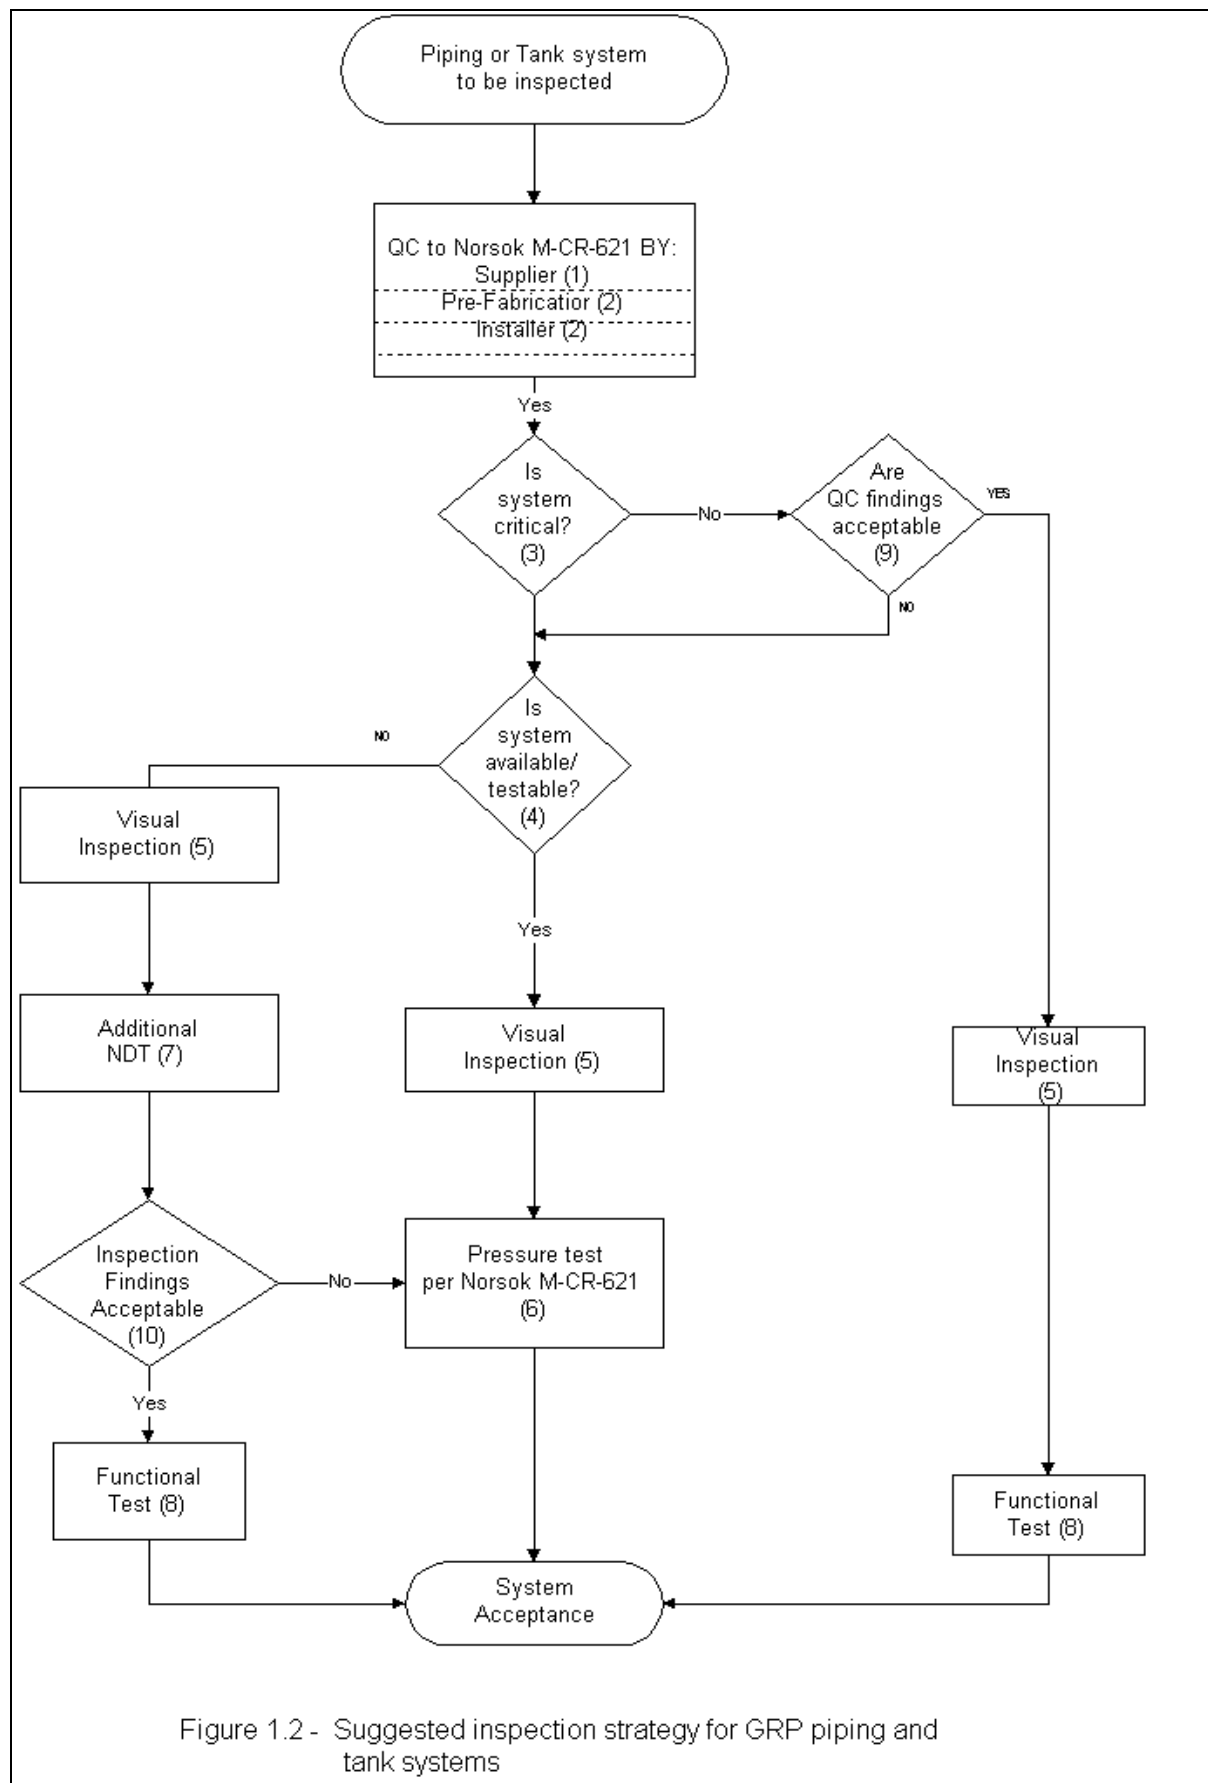 Piping or Tank system
to be inspected
QC to Norsok M-CR-621 BY:
Supplier (1)
Pre-Fabricatior (2)
Installer (2)
Yes
Is
system
critical?
(3)
No
Are
QC findings
acceptable
(9)
YES
NO
Is
system
available/
testable?
(4)
NO
Visual
Inspection (5)
Yes
Additional
NDT (7)
Visual
Inspection (5)
Visual
Inspection
(5)
Inspection
Findings
Acceptable
(10)
No
Pressure test
per Norsok M-CR-621
(6)
Yes
Functional
Test (8)
Functional
Test (8)
System
Acceptance
Figure 1.2 - Suggested inspection strategy for GRP piping and
tank systems